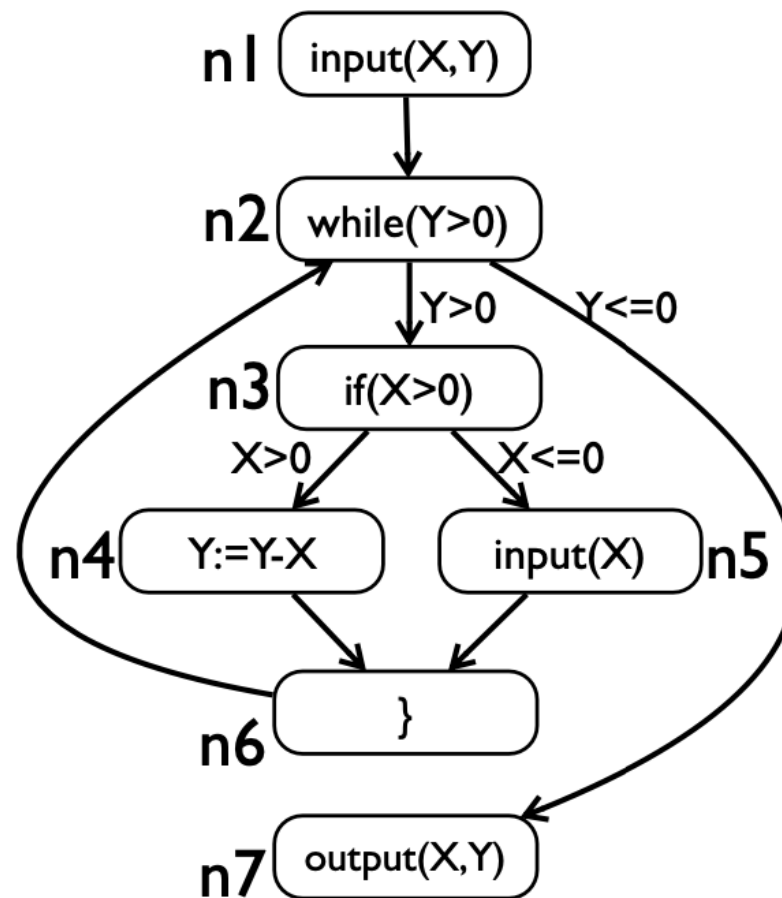 n1 input(X,Y)
n2 while(Y>0)
Y>0 Y<=0
n3 if(X>0)
X>0 X<=0
n4 Y:=Y-X input(X) n5
}
n6
n7 output(X,Y)